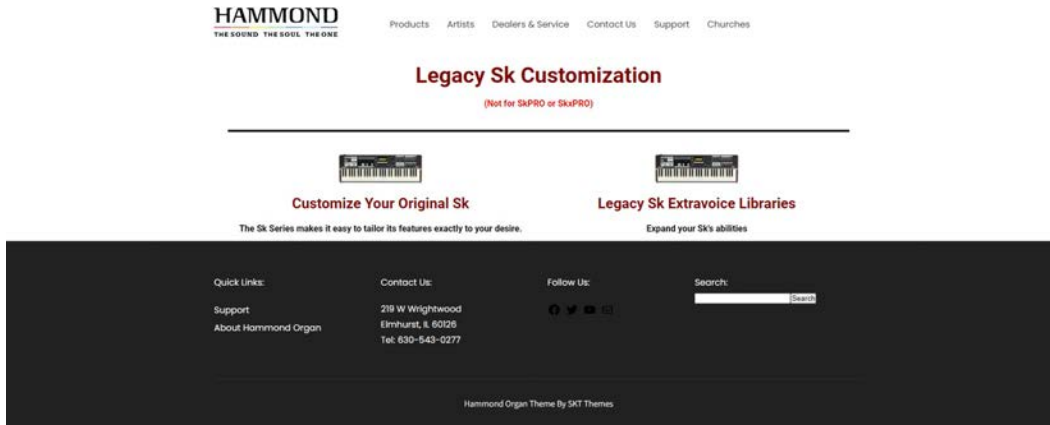 HAMMOND
THE SOUND THE SOUL THE ONE
Products Artists Dealers & Service Contact Us Support Churches
Legacy Sk Customization
(Not for SkPRO or SkxPRO)
Customize Your Original Sk
The Sk Series makes it easy to tailor its features exactly to your desire.
Legacy Sk Extravoice Libraries
Expand your Sk's abilities
Quick Links:
Support
About Hammond Organ
Contact Us:
219 W Wrightwood
Elmhurst, IL 60126
Tel: 630-543-0277
Follow Us:
Search:
Search
Hammond Organ Theme By SKT Themes